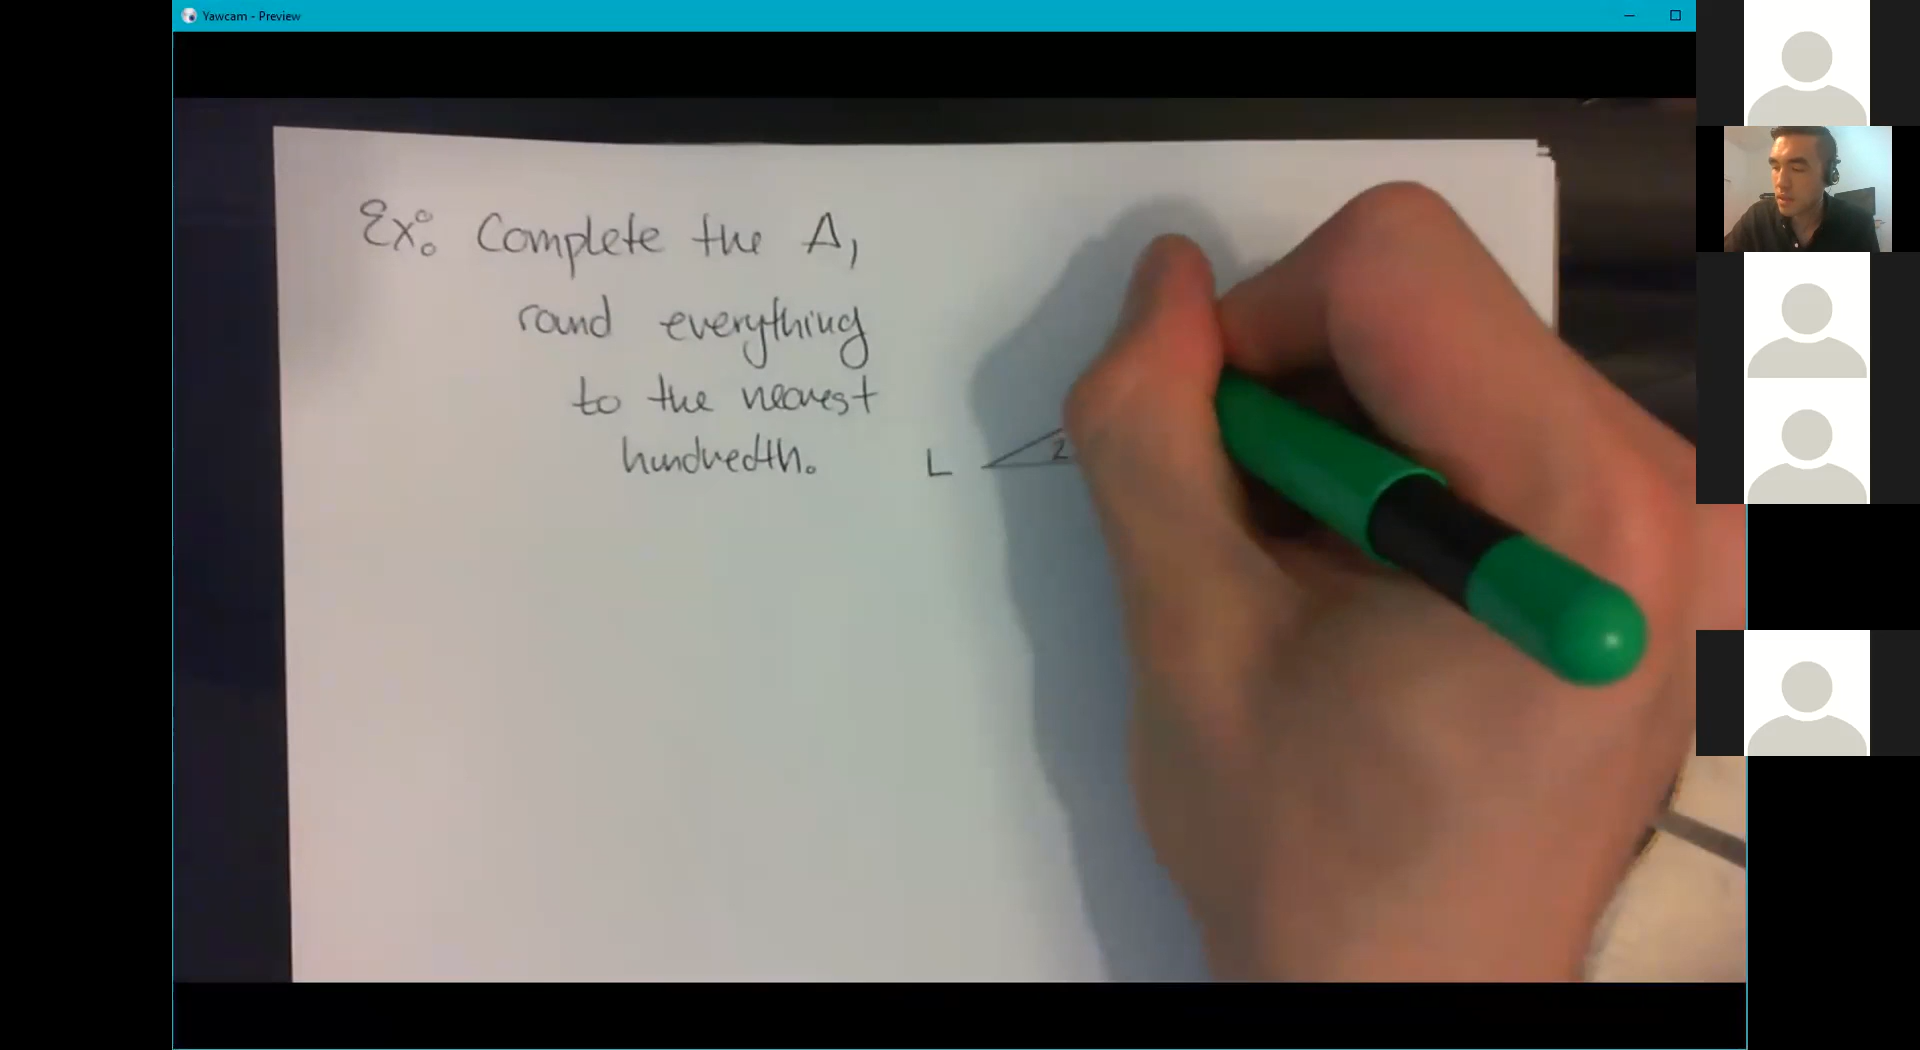 Yawcam - Preview
Ex: Complete the Δ,
round everything
to the nearest
hundredth.
L
2